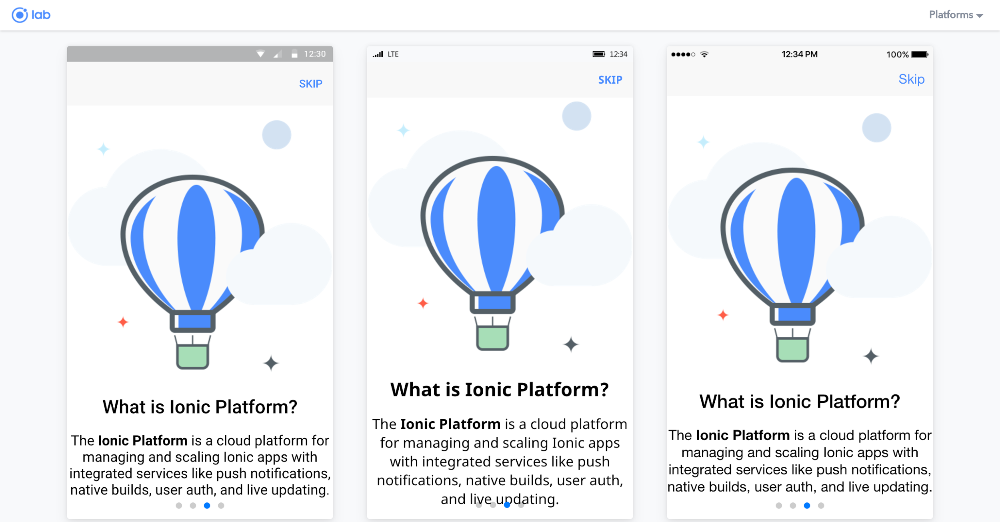 lab
Platforms
12:30
SKIP
What is Ionic Platform?
The Ionic Platform is a cloud platform for
managing and scaling Ionic apps with
integrated services like push notifications,
native builds, user auth, and live updating.
LTE
12:34
SKIP
What is Ionic Platform?
The Ionic Platform is a cloud platform
for managing and scaling Ionic apps
with integrated services like push
notifications, native builds, user auth,
and live updating.
12:34 PM
100%
Skip
What is Ionic Platform?
The Ionic Platform is a cloud platform for
managing and scaling Ionic apps with
integrated services like push notifications,
native builds, user auth, and live updating.